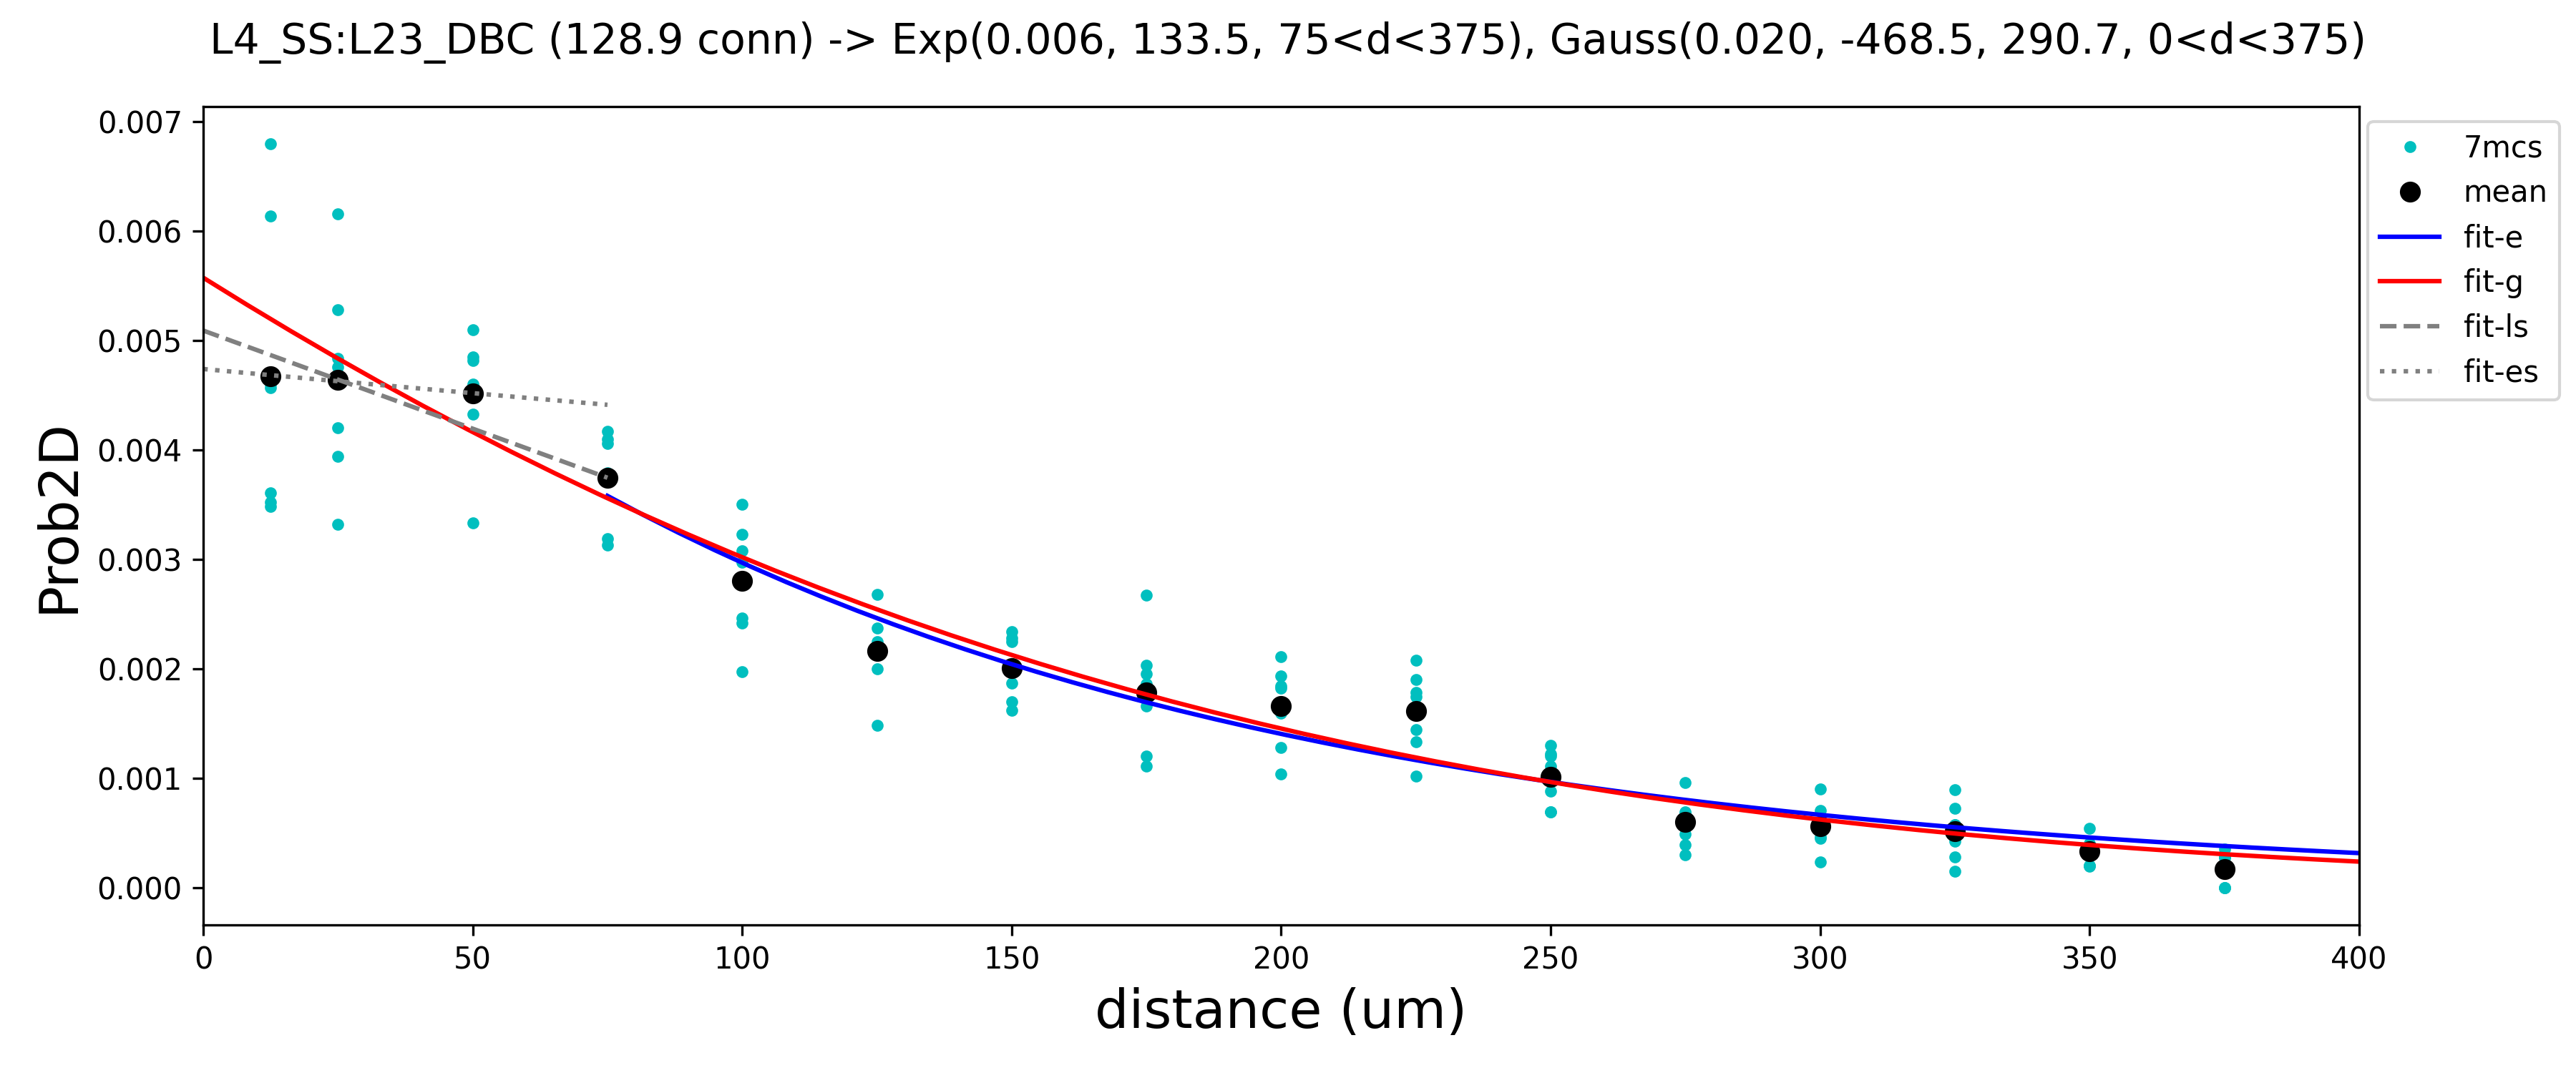 L4_SS:L23_DBC (128.9 conn) -> Exp(0.006, 133.5, 75<d<375), Gauss(0.020, -468.5, 290.7, 0<d<375)
0.007
0.006
0.005
0.004
0.003
0.002
0.001
0.000
Prob2D
0 50 100 150 200 250 300 350 400
distance (um)
7mcs
mean
fit-e
fit-g
fit-ls
fit-es